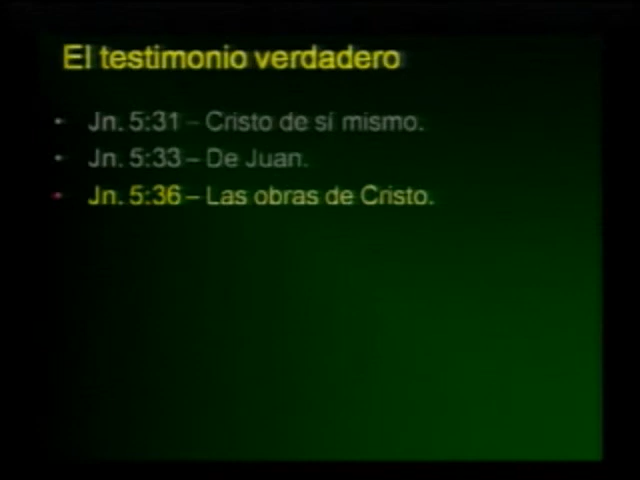 El testimonio verdadero
• Jn. 5:31 – Cristo de sí mismo.
• Jn. 5:33 – De Juan.
• Jn. 5:36 – Las obras de Cristo.